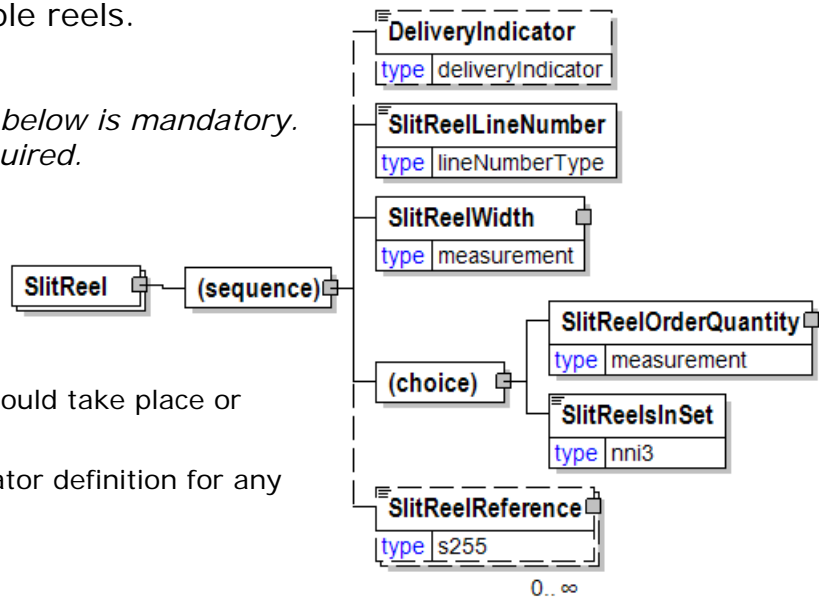 ble reels.
below is mandatory.
uired.
ould take place or
ator definition for any
SlitReel
(sequence)
DeliveryIndicator
type deliveryIndicator
SlitReelLineNumber
type lineNumberType
SlitReelWidth
type measurement
(choice)
SlitReelOrderQuantity
type measurement
SlitReelsInSet
type nni3
SlitReelReference
type s255
0.. ∞